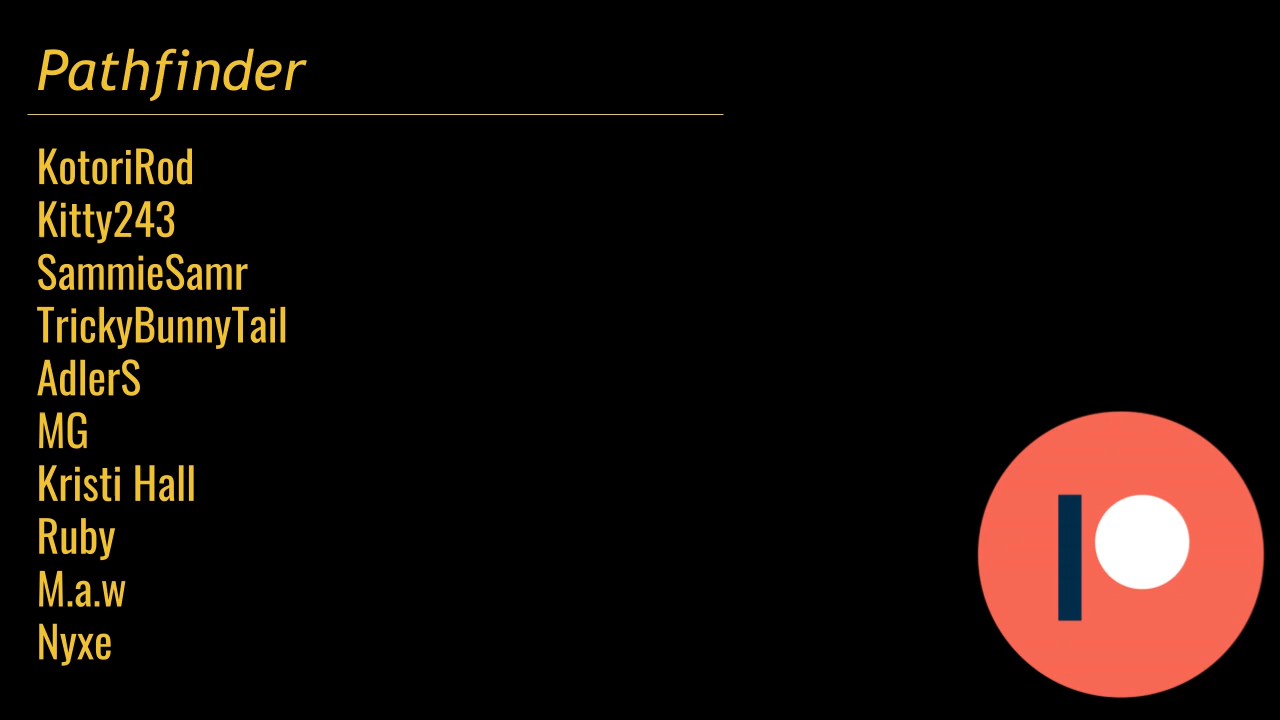 Pathfinder
KotoriRod
Kitty243
SammieSamr
TrickyBunnyTail
AdlerS
MG
Kristi Hall
Ruby
M.a.w
Nyxe